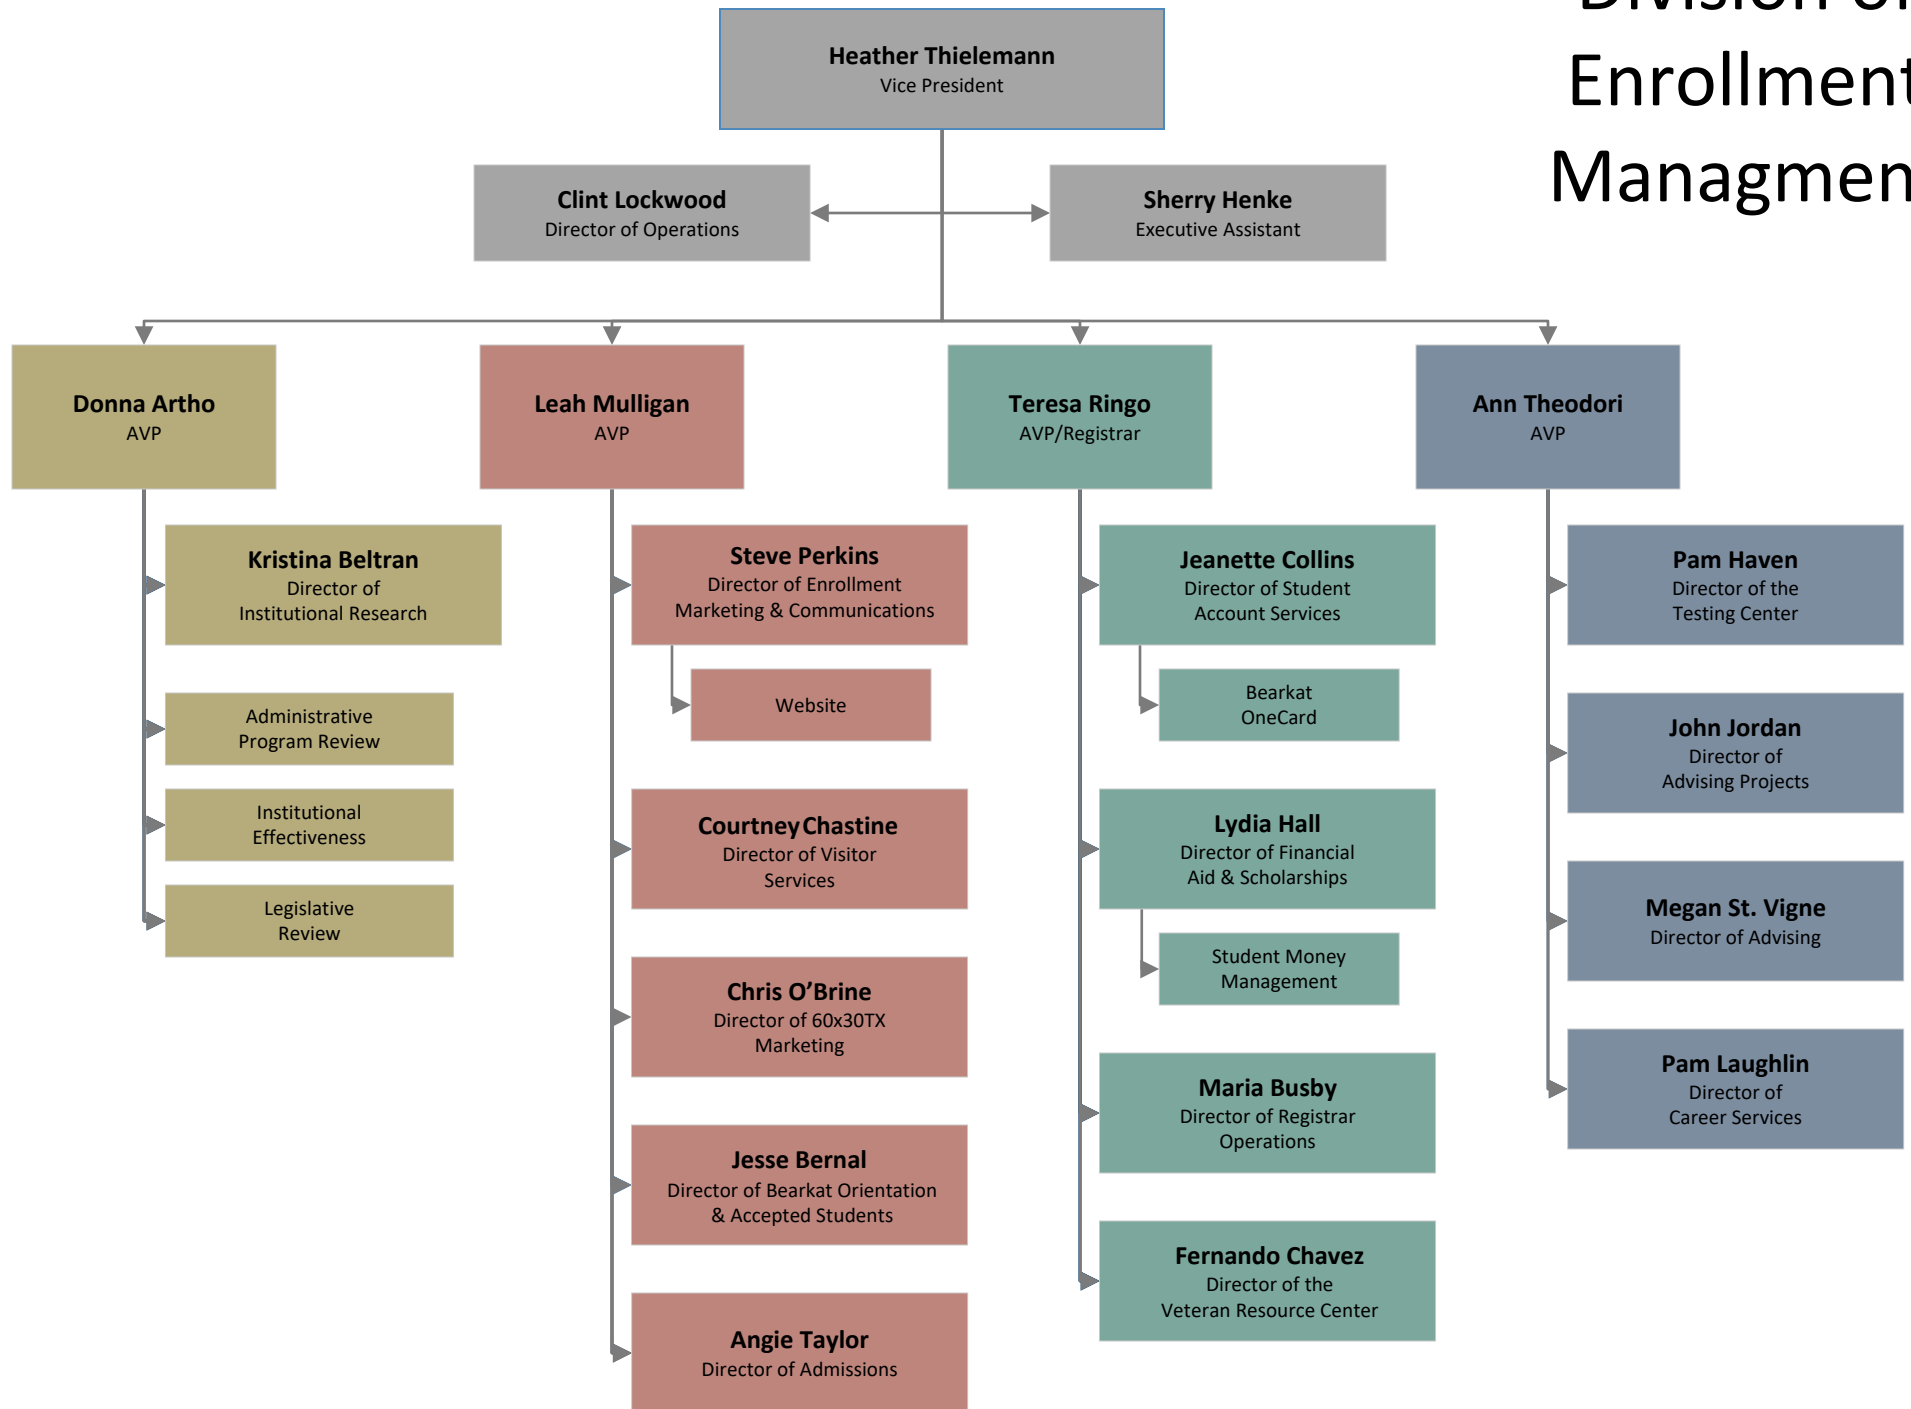 Division of
Enrollment
Managmen
Heather Thielemann
Vice President
Clint Lockwood
Director of Operations
Sherry Henke
Executive Assistant
Donna Artho
AVP
Leah Mulligan
AVP
Teresa Ringo
AVP/Registrar
Ann Theodori
AVP
Kristina Beltran
Director of
Institutional Research
Administrative
Program Review
Institutional
Effectiveness
Legislative
Review
Steve Perkins
Director of Enrollment
Marketing & Communications
Website
Courtney Chastine
Director of Visitor
Services
Chris O’Brine
Director of 60x30TX
Marketing
Jesse Bernal
Director of Bearkat Orientation
& Accepted Students
Angie Taylor
Director of Admissions
Jeanette Collins
Director of Student
Account Services
Bearkat
OneCard
Lydia Hall
Director of Financial
Aid & Scholarships
Student Money
Management
Maria Busby
Director of Registrar
Operations
Fernando Chavez
Director of the
Veteran Resource Center
Pam Haven
Director of the
Testing Center
John Jordan
Director of
Advising Projects
Megan St. Vigne
Director of Advising
Pam Laughlin
Director of
Career Services